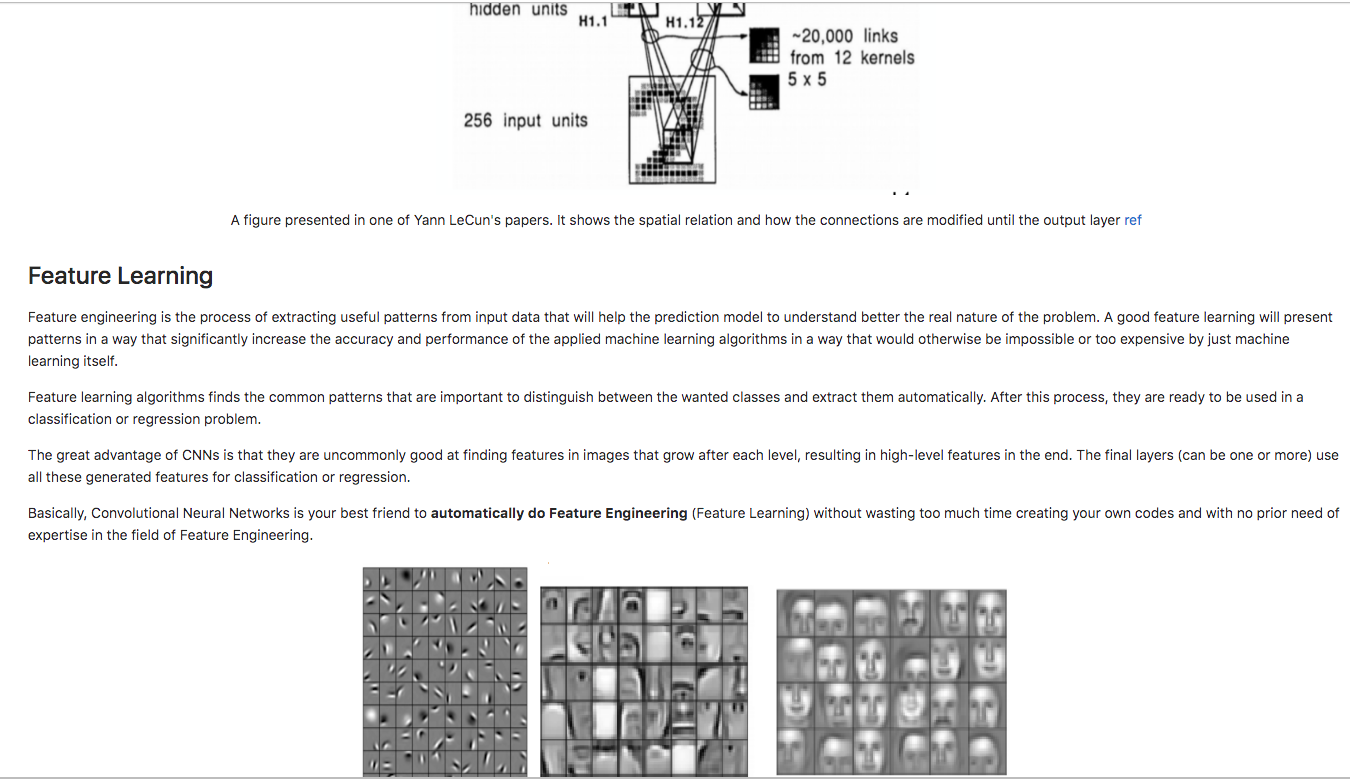 hidden units
H1.1
H1.12
~20,000 links
from 12 kernels
5 x 5
256 input units
A figure presented in one of Yann LeCun's papers. It shows the spatial relation and how the connections are modified until the output layer ref
Feature Learning
Feature engineering is the process of extracting useful patterns from input data that will help the prediction model to understand better the real nature of the problem. A good feature learning will present
patterns in a way that significantly increase the accuracy and performance of the applied machine learning algorithms in a way that would otherwise be impossible or too expensive by just machine
learning itself.
Feature learning algorithms finds the common patterns that are important to distinguish between the wanted classes and extract them automatically. After this process, they are ready to be used in a
classification or regression problem.
The great advantage of CNNs is that they are uncommonly good at finding features in images that grow after each level, resulting in high-level features in the end. The final layers (can be one or more) use
all these generated features for classification or regression.
Basically, Convolutional Neural Networks is your best friend to automatically do Feature Engineering (Feature Learning) without wasting too much time creating your own codes and with no prior need of
expertise in the field of Feature Engineering.